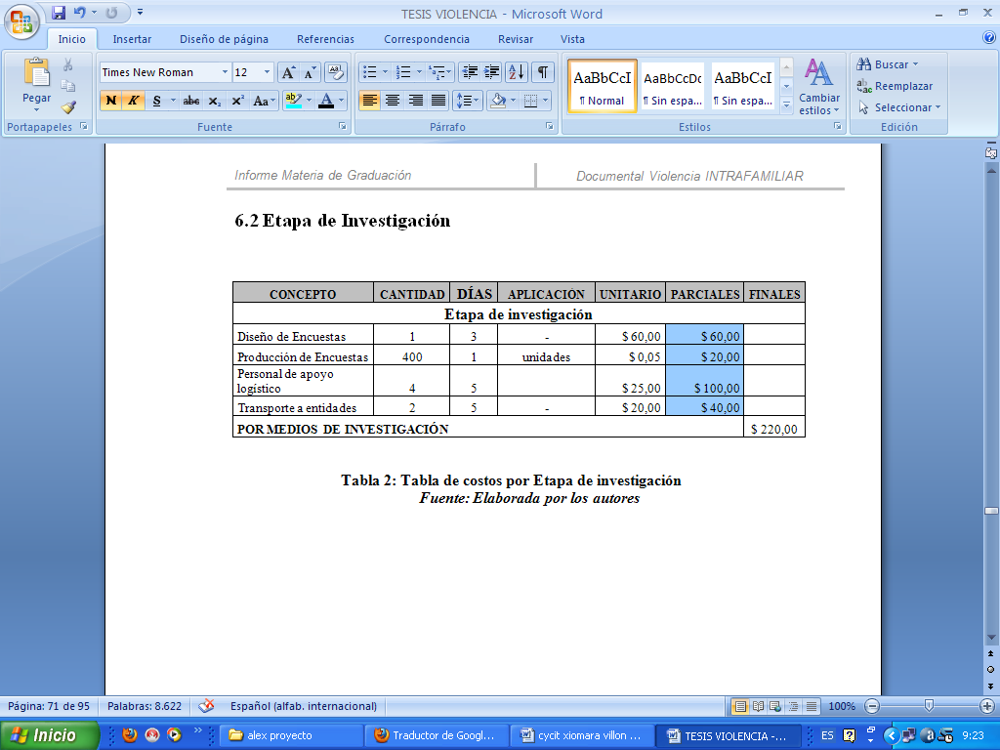 TESIS VIOLENCIA - Microsoft Word
Inicio Insertar Diseño de página Referencias Correspondencia Revisar Vista
Times New Roman 12
AaBbCcI AaBbCcDc AaBbCcI
Pegar
N K S abc x₂ x² Aa
¶ Normal ¶ Sin espa... ¶ Sin espa...
Cambiar estilos
Buscar
Reemplazar
Seleccionar
Portapapeles Fuente Párrafo Estilos Edición
Informe Materia de Graduación Documental Violencia INTRAFAMILIAR
6.2 Etapa de Investigación
CONCEPTO CANTIDAD DÍAS APLICACIÓN UNITARIO PARCIALES FINALES
Etapa de investigación
Diseño de Encuestas 1 3 - $ 60,00 $ 60,00
Producción de Encuestas 400 1 unidades $ 0,05 $ 20,00
Personal de apoyo
logístico 4 5 $ 25,00 $ 100,00
Transporte a entidades 2 5 - $ 20,00 $ 40,00
POR MEDIOS DE INVESTIGACIÓN $ 220,00
Tabla 2: Tabla de costos por Etapa de investigación
Fuente: Elaborada por los autores
Página: 71 de 95 Palabras: 8.622 Español (alfab. internacional) 100%
Inicio alex proyecto Traductor de Googl... cycit xiomara villon ... TESIS VIOLENCIA -... ES 9:23